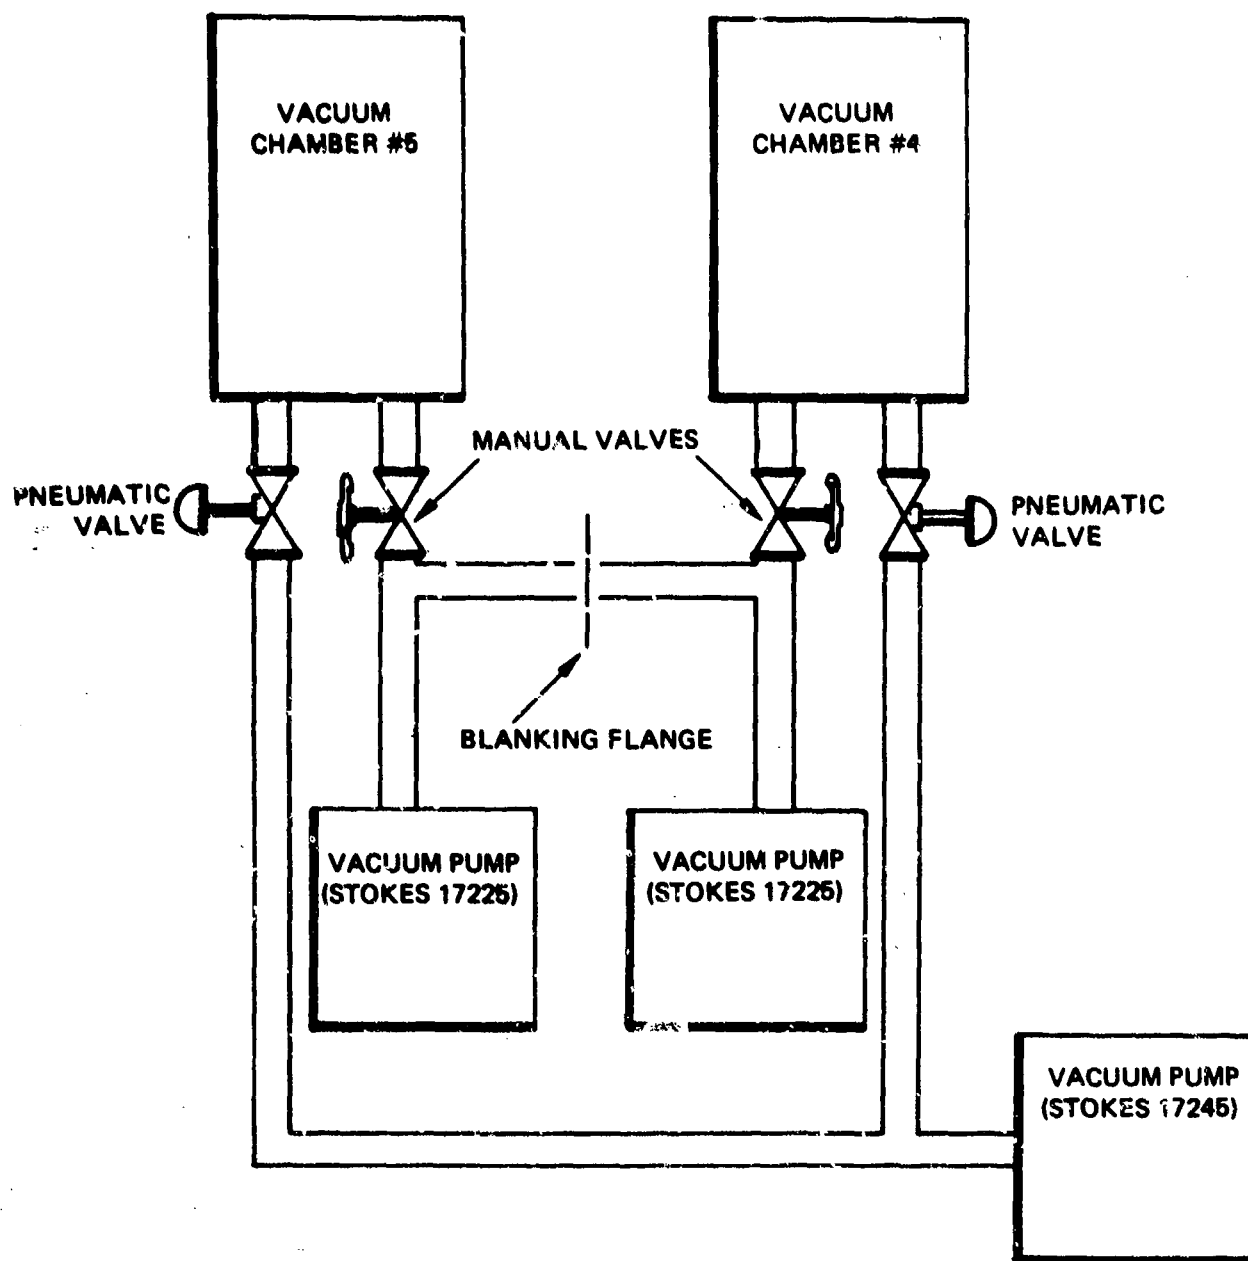 VACUUM
CHAMBER #5
VACUUM
CHAMBER #4
MANUAL VALVES
PNEUMATIC
VALVE
PNEUMATIC
VALVE
BLANKING FLANGE
VACUUM PUMP
(STOKES 17225)
VACUUM PUMP
(STOKES 17225)
VACUUM PUMP
(STOKES 17245)